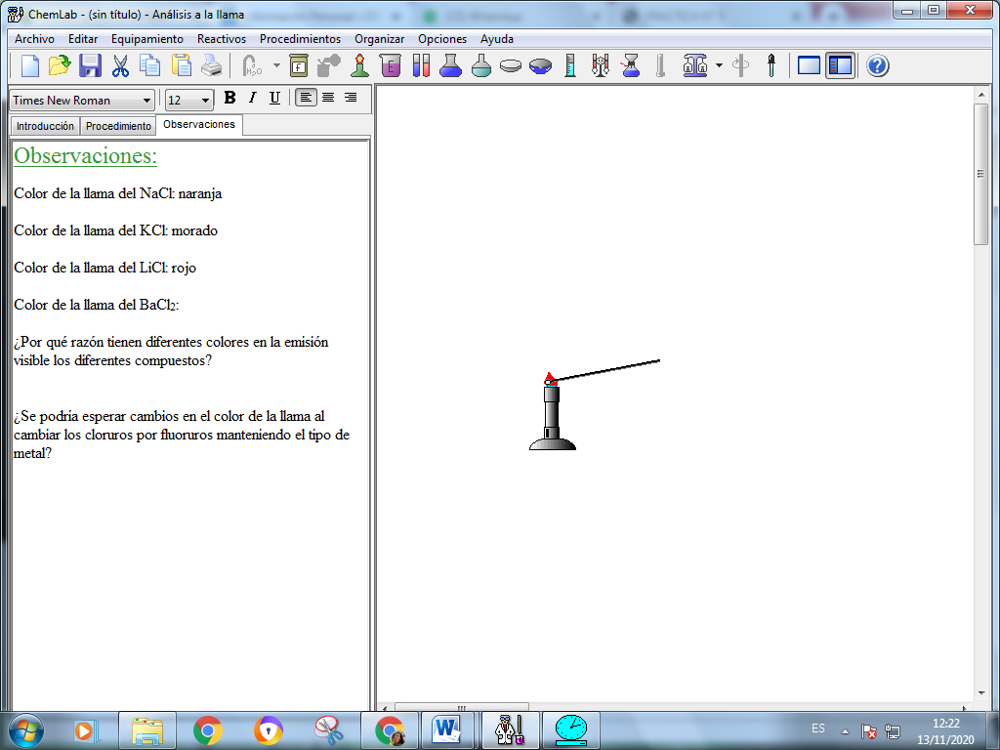 ChemLab - (sin título) - Análisis a la llama
Archivo Editar Equipamiento Reactivos Procedimientos Organizar Opciones Ayuda
Times New Roman 12 B I U
Introducción Procedimiento Observaciones
Observaciones:
Color de la llama del NaCl: naranja
Color de la llama del KCl: morado
Color de la llama del LiCl: rojo
Color de la llama del BaCl₂:
¿Por qué razón tienen diferentes colores en la emisión
visible los diferentes compuestos?
¿Se podría esperar cambios en el color de la llama al
cambiar los cloruros por fluoruros manteniendo el tipo de
metal?
ES
12:22
13/11/2020